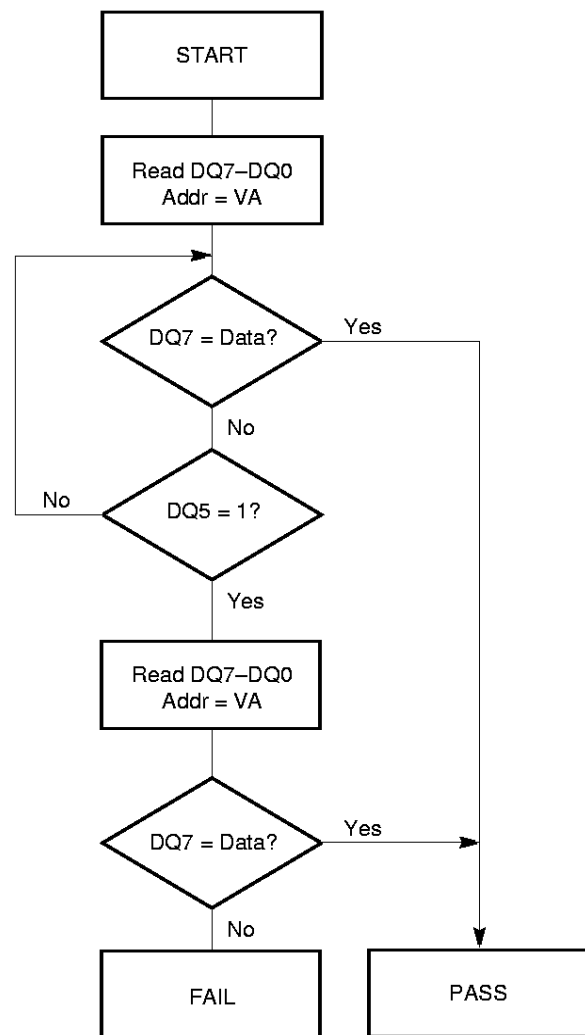 START
Read DQ7–DQ0
Addr = VA
DQ7 = Data?
Yes
No
No
DQ5 = 1?
Yes
Read DQ7–DQ0
Addr = VA
DQ7 = Data?
Yes
No
FAIL
PASS